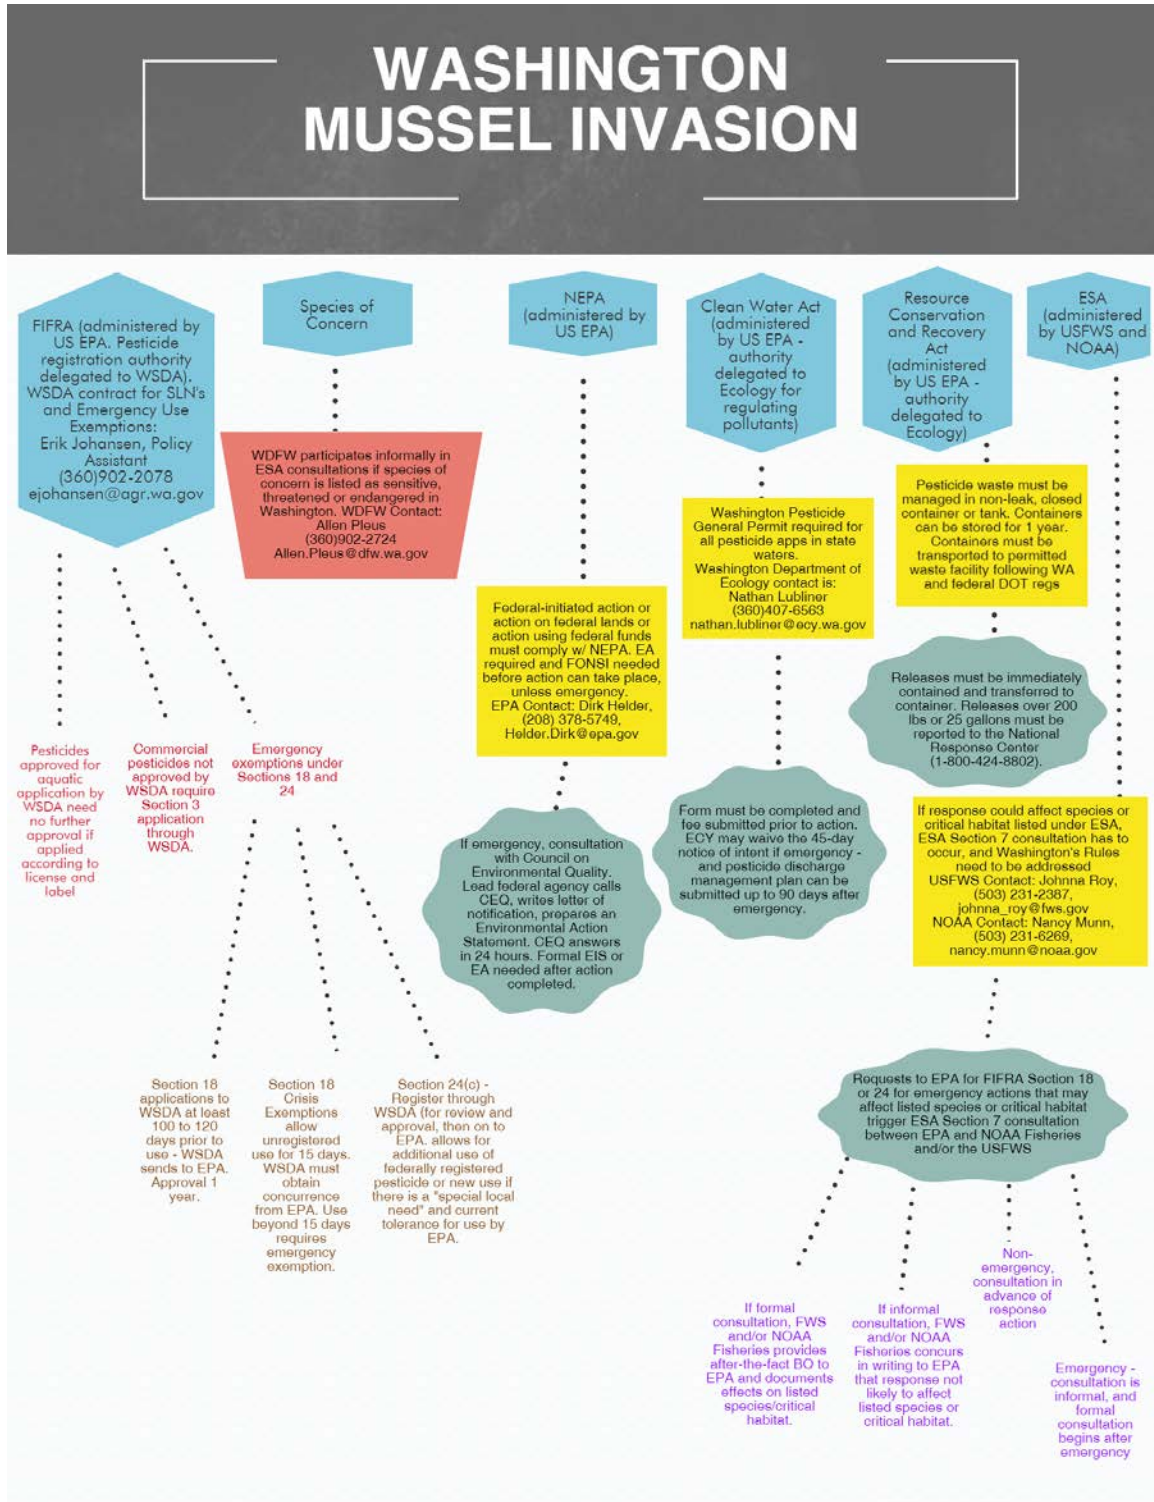 WASHINGTON
MUSSEL INVASION
FIFRA (administered by
US EPA. Pesticide
registration authority
delegated to WSDA).
WSDA contract for SLN's
and Emergency Use
Exemptions:
Erik Johansen, Policy
Assistant
(360)902-2078
ejohansen@agr.wa.gov
Pesticides
approved for
aquatic
application by
WSDA need
no further
approval if
applied
according to
license and
label
Commercial
pesticides not
approved by
WSDA require
Section 3
application
through
WSDA.
Emergency
exemptions under
Sections 18 and
24
Section 18
applications to
WSDA at least
100 to 120
days prior to
use - WSDA
sends to EPA.
Approval 1
year.
Section 18
Crisis
Exemptions
allow
unregistered
use for 15 days.
WSDA must
obtain
concurrence
from EPA. Use
beyond 15 days
requires
emergency
exemption.
Section 24(c) -
Register through
WSDA (for review and
approval, then on to
EPA. allows for
additional use of
federally registered
pesticide or new use if
there is a "special local
need" and current
tolerance for use by
EPA.
Species of
Concern
WDFW participates informally in
ESA consultations if species of
concern is listed as sensitive,
threatened or endangered in
Washington. WDFW Contact:
Allen Pleus
(360)902-2724
Allen.Pleus@dfw.wa.gov
NEPA
(administered by
US EPA)
Federal-initiated action or
action on federal lands or
action using federal funds
must comply w/ NEPA. EA
required and FONSI needed
before action can take place,
unless emergency.
EPA Contact: Dirk Helder,
(208) 378-5749,
Helder.Dirk@epa.gov
If emergency, consultation
with Council on
Environmental Quality.
Lead federal agency calls
CEQ, writes letter of
notification, prepares an
Environmental Action
Statement. CEQ answers
in 24 hours. Formal EIS or
EA needed after action
completed.
Clean Water Act
(administered
by US EPA -
authority
delegated to
Ecology for
regulating
pollutants)
Washington Pesticide
General Permit required for
all pesticide apps in state
waters.
Washington Department of
Ecology contact is:
Nathan Lubliner
(360)407-6563
nathan.lubliner@ecy.wa.gov
Form must be completed and
fee submitted prior to action.
ECY may waive the 45-day
notice of intent if emergency -
and pesticide discharge
management plan can be
submitted up to 90 days after
emergency.
Resource
Conservation
and Recovery
Act
(administered
by US EPA -
authority
delegated to
Ecology)
Pesticide waste must be
managed in non-leak, closed
container or tank. Containers
can be stored for 1 year.
Containers must be
transported to permitted
waste facility following WA
and federal DOT regs
Releases must be immediately
contained and transferred to
container. Releases over 200
lbs or 25 gallons must be
reported to the National
Response Center
(1-800-424-8802).
ESA
(administered
by USFWS and
NOAA)
If response could affect species or
critical habitat listed under ESA,
ESA Section 7 consultation has to
occur, and Washington's Rules
need to be addressed
USFWS Contact: Johnna Roy,
(503) 231-2387,
johnna_roy@fws.gov
NOAA Contact: Nancy Munn,
(503) 231-6269,
nancy.munn@noaa.gov
Requests to EPA for FIFRA Section 18
or 24 for emergency actions that may
affect listed species or critical habitat
trigger ESA Section 7 consultation
between EPA and NOAA Fisheries
and/or the USFWS
If formal
consultation, FWS
and/or NOAA
Fisheries provides
after-the-fact BO to
EPA and documents
effects on listed
species/critical
habitat.
If informal
consultation, FWS
and/or NOAA
Fisheries concurs
in writing to EPA
that response not
likely to affect
listed species or
critical habitat.
Non-
emergency,
consultation in
advance of
response
action
Emergency -
consultation is
informal, and
formal
consultation
begins after
emergency